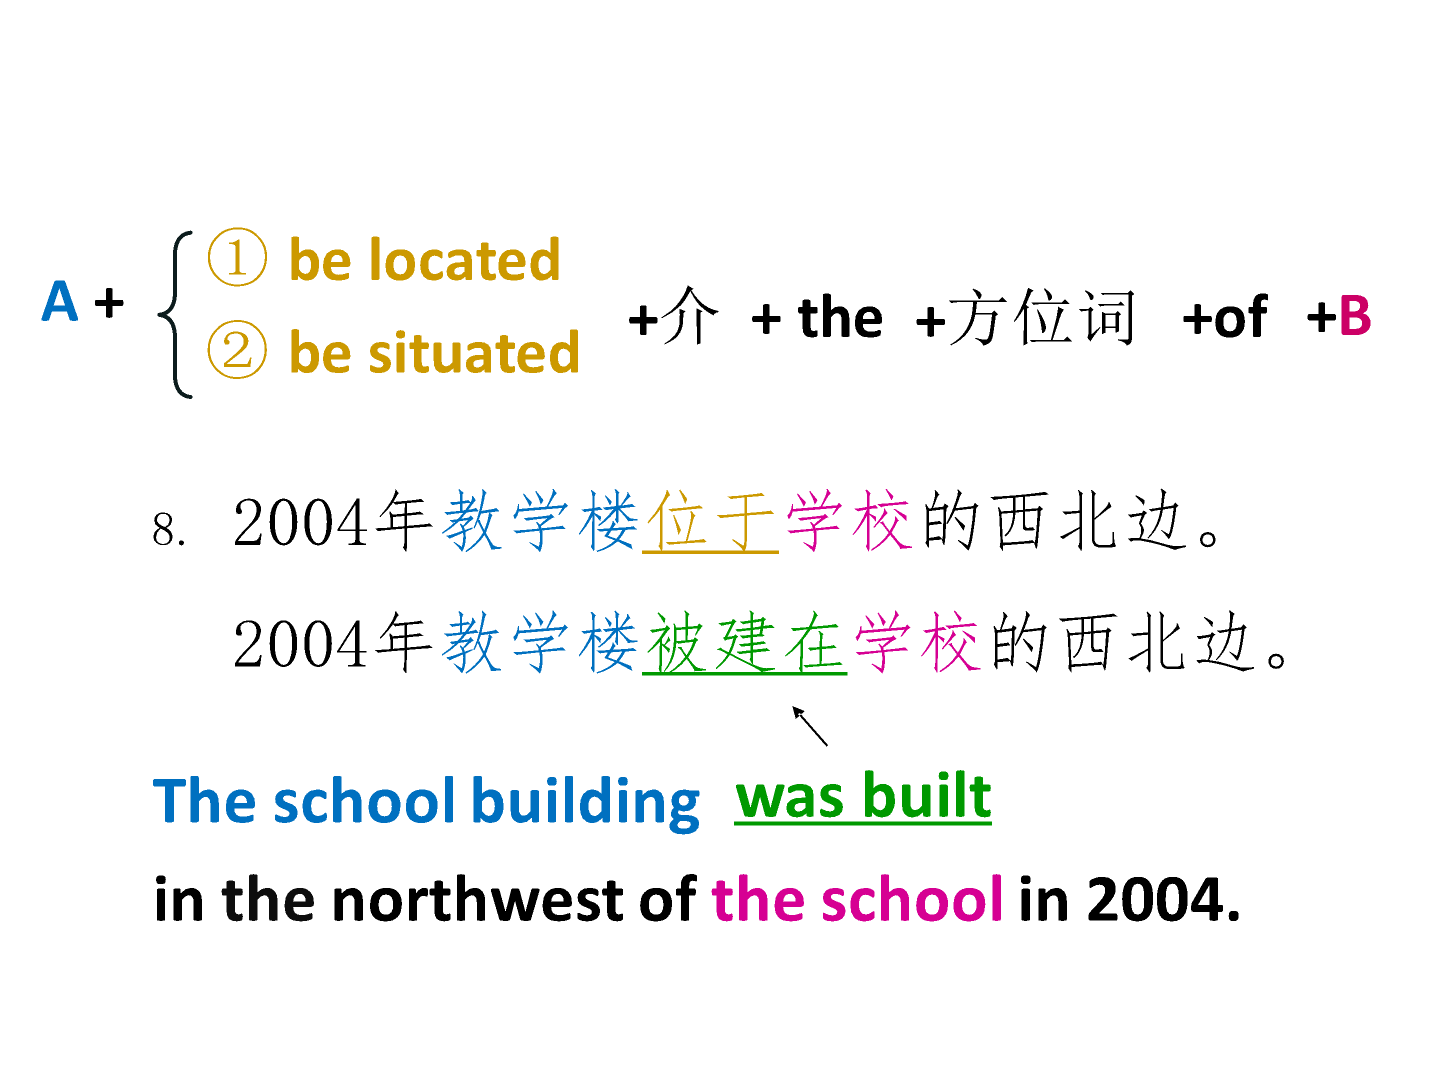 ① be located
A + +介 + the +方位词 +of +B
② be situated
8. 2004年教学楼位于学校的西北边。
2004年教学楼被建在学校的西北边。
The school building was built
in the northwest of the school in 2004.